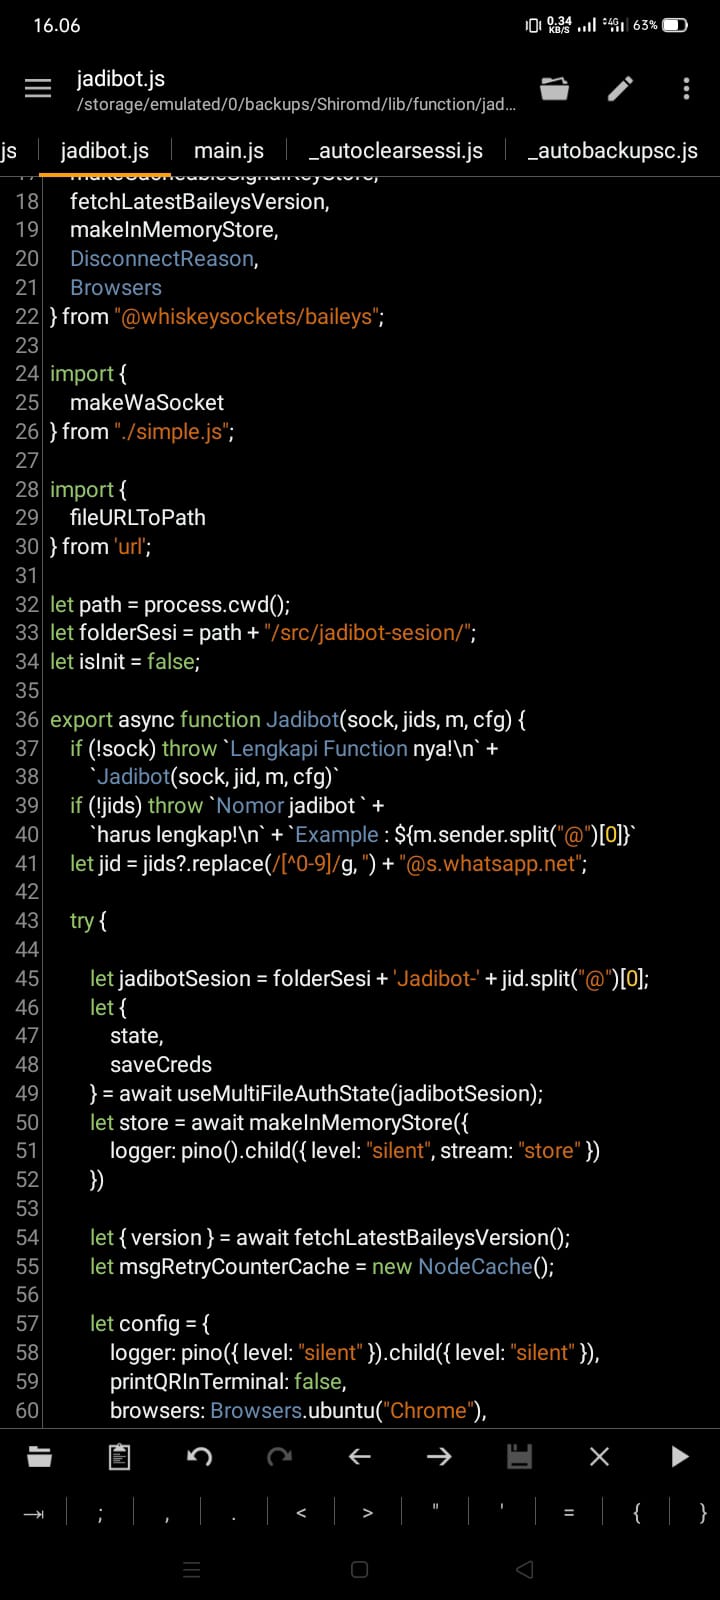 16.06
0.34
KB/S
4G
63%
jadibot.js
/storage/emulated/0/backups/Shiromd/lib/function/jad...
js
jadibot.js
main.js
_autoclearsessi.js
_autobackupsc.js
17 makeCacheableSignalKeyStore,
18 fetchLatestBaileysVersion,
19 makeInMemoryStore,
20 DisconnectReason,
21 Browsers
22 } from "@whiskeysockets/baileys";
23
24 import {
25 makeWaSocket
26 } from "./simple.js";
27
28 import {
29 fileURLToPath
30 } from 'url';
31
32 let path = process.cwd();
33 let folderSesi = path + "/src/jadibot-sesion/";
34 let isInit = false;
35
36 export async function Jadibot(sock, jids, m, cfg) {
37 if (!sock) throw `Lengkapi Function nya!\n` +
38 `Jadibot(sock, jid, m, cfg)`
39 if (!jids) throw `Nomor jadibot ` +
40 `harus lengkap!\n` + `Example : ${m.sender.split("@")[0]}`
41 let jid = jids?.replace(/[^0-9]/g, '') + "@s.whatsapp.net";
42
43 try {
44
45 let jadibotSesion = folderSesi + 'Jadibot-' + jid.split("@")[0];
46 let {
47 state,
48 saveCreds
49 } = await useMultiFileAuthState(jadibotSesion);
50 let store = await makeInMemoryStore({
51 logger: pino().child({ level: "silent", stream: "store" })
52 })
53
54 let { version } = await fetchLatestBaileysVersion();
55 let msgRetryCounterCache = new NodeCache();
56
57 let config = {
58 logger: pino({ level: "silent" }).child({ level: "silent" }),
59 printQRInTerminal: false,
60 browsers: Browsers.ubuntu("Chrome"),
; , . < > " ' = { }